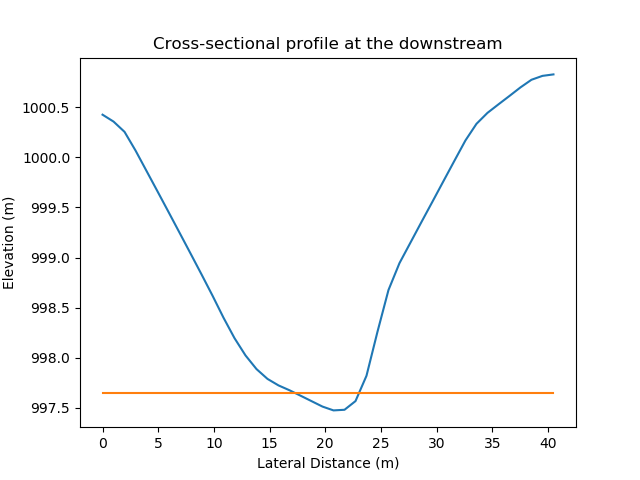 Cross-sectional profile at the downstream
1000.5
1000.0
999.5
999.0
998.5
998.0
997.5
Elevation (m)
0 5 10 15 20 25 30 35 40
Lateral Distance (m)